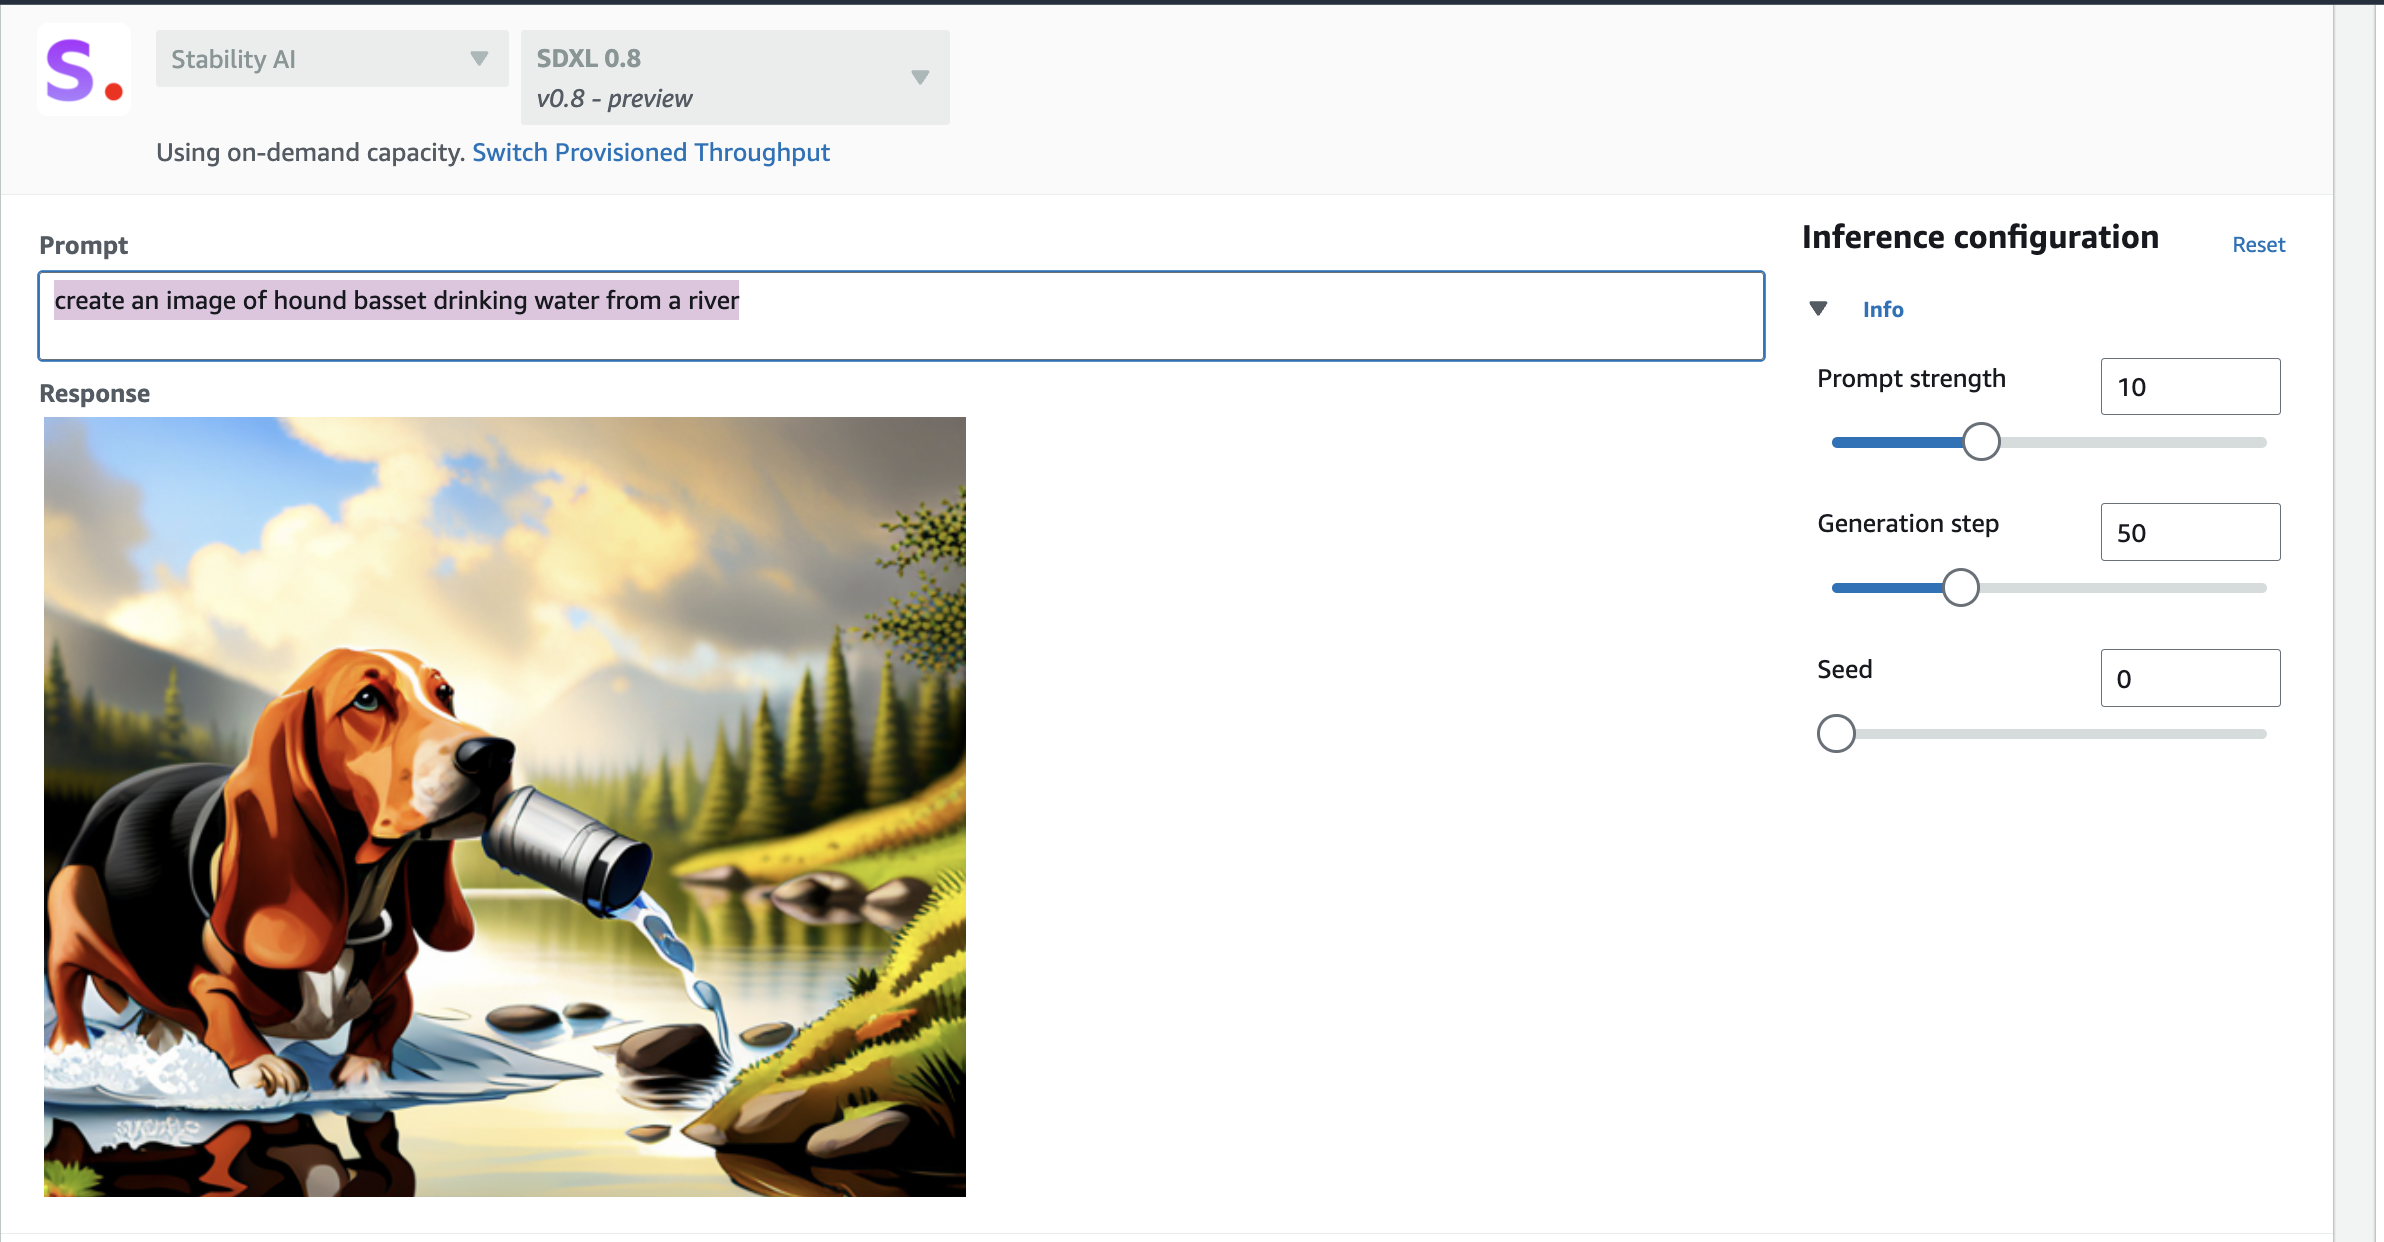 S.
Stability AI
SDXL 0.8
v0.8 - preview
Using on-demand capacity. Switch Provisioned Throughput
Prompt
create an image of hound basset drinking water from a river
Response
Inference configuration
Reset
Info
Prompt strength
10
Generation step
50
Seed
0